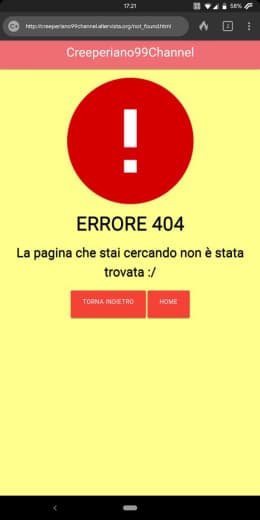 17:21
58%
http://creeperiano99channel.altervista.org/not_found.html
2
Creeperiano99Channel
!
ERRORE 404
La pagina che stai cercando non è stata
trovata :/
TORNA INDIETRO
HOME